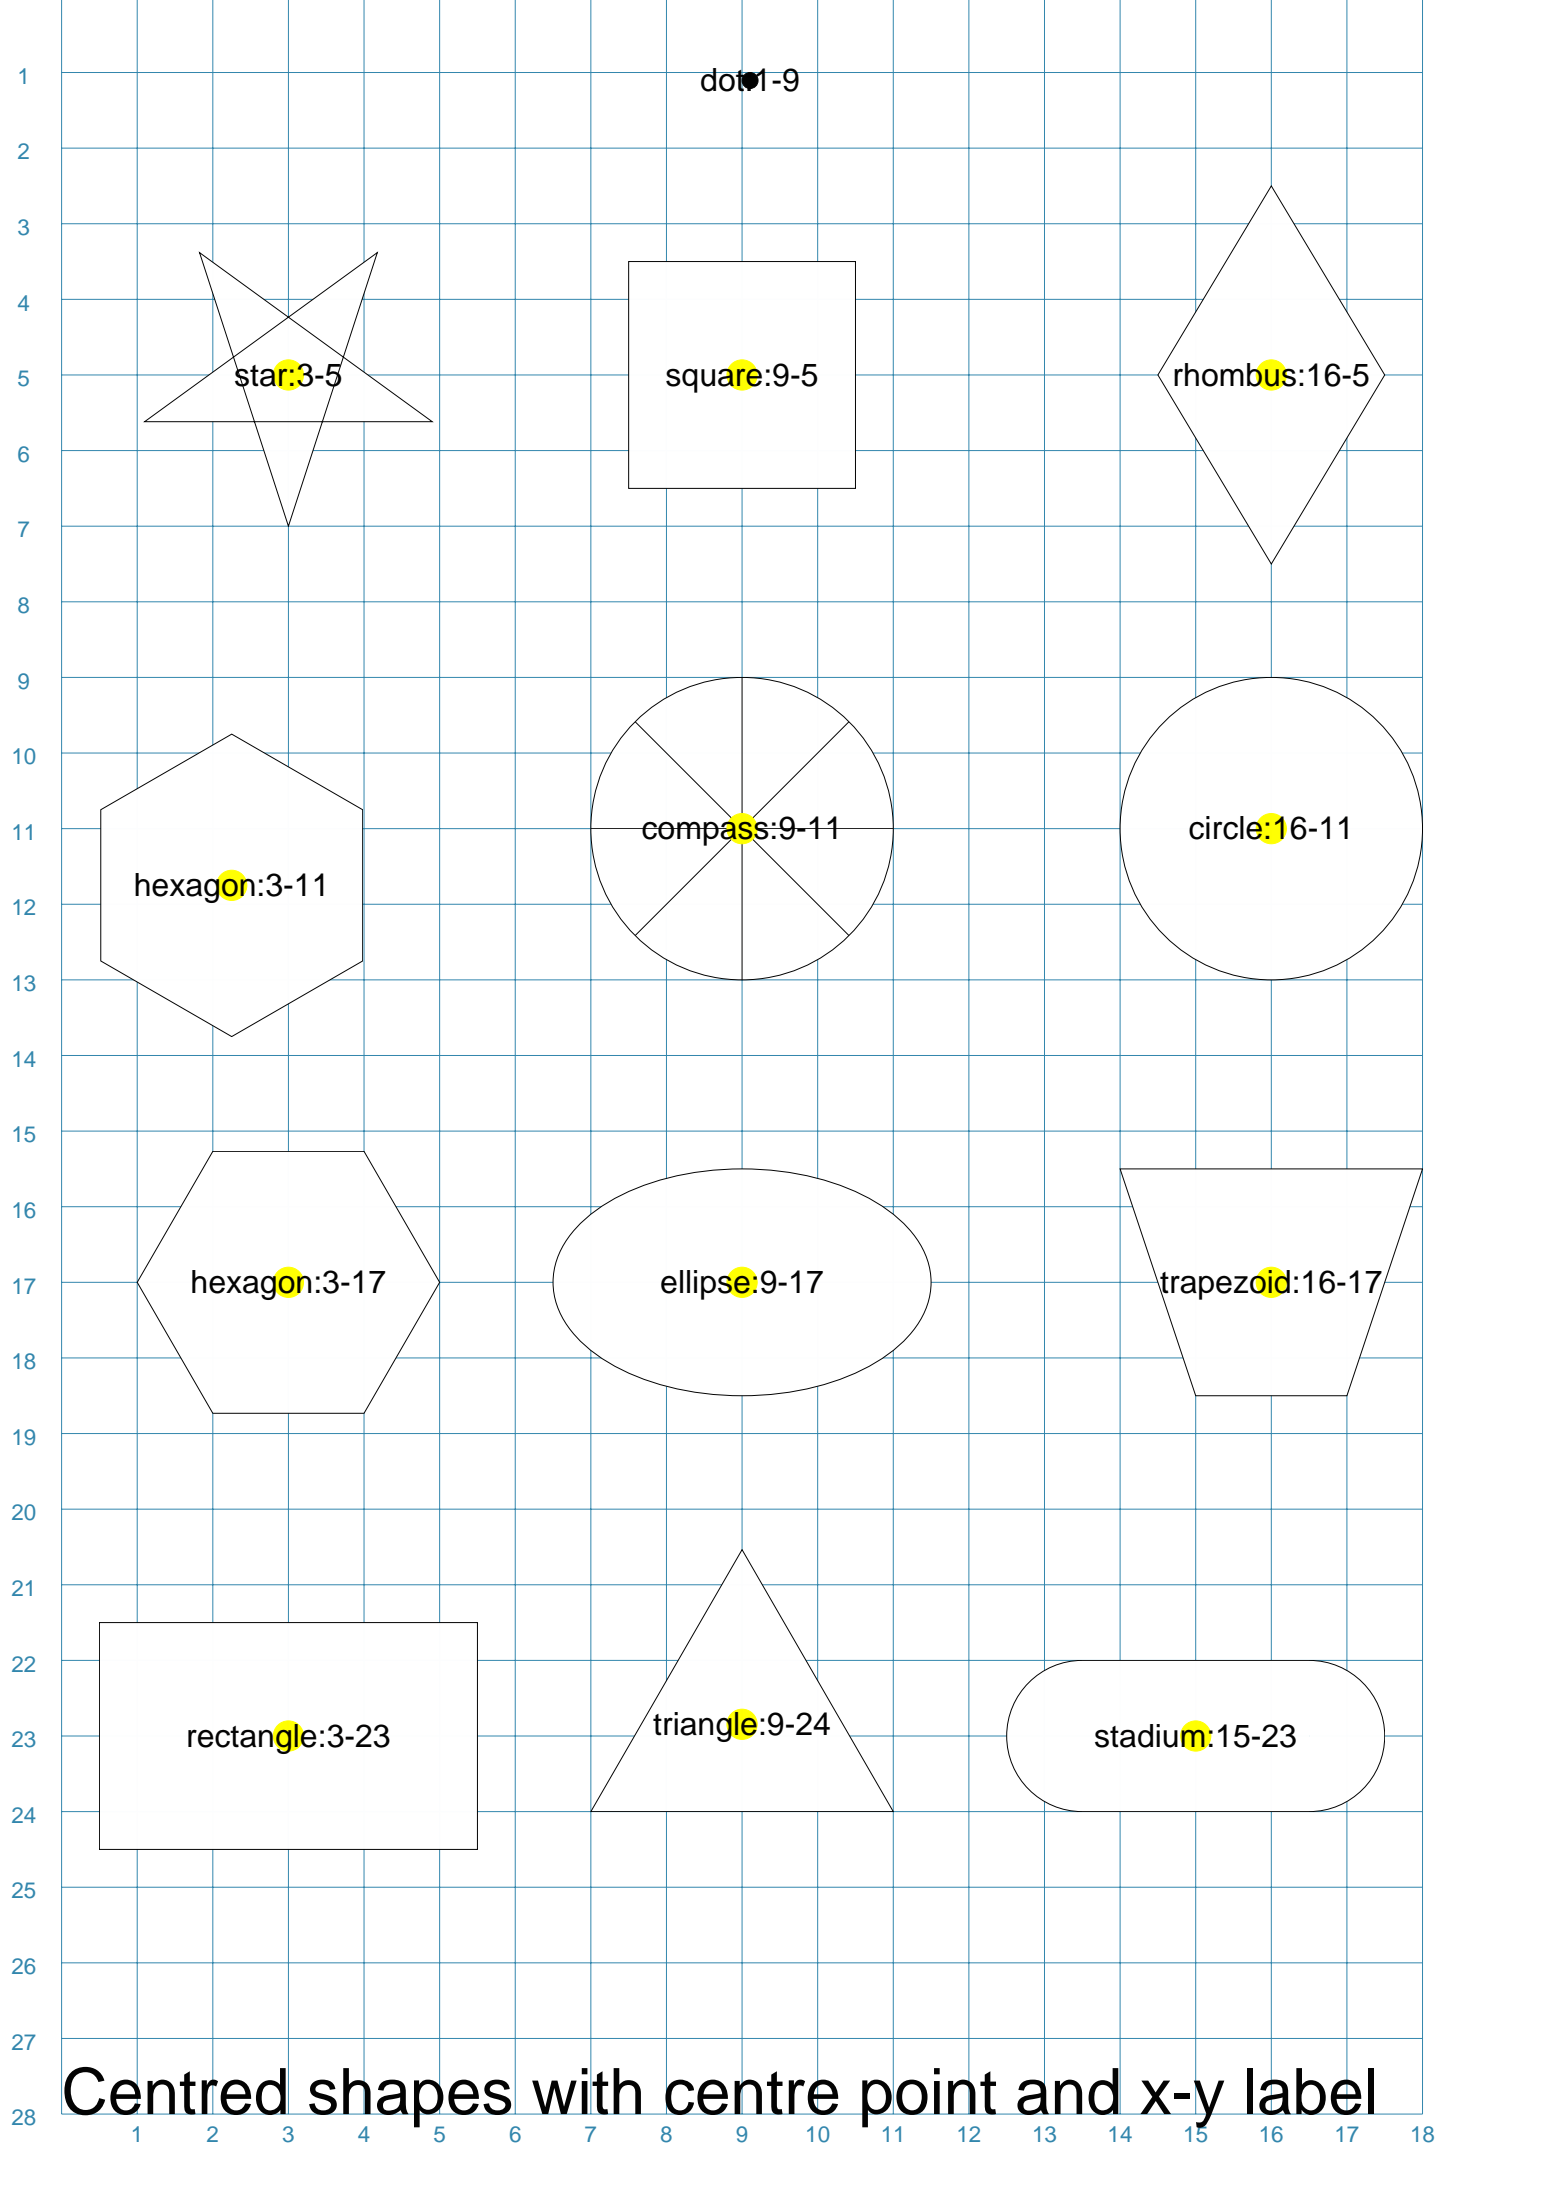 1
dot:1-9
2
3
4
5
star:3-5
square:9-5
rhombus:16-5
6
7
8
9
10
11
compass:9-11
circle:16-11
hexagon:3-11
12
13
14
15
16
17
hexagon:3-17
ellipse:9-17
trapezoid:16-17
18
19
20
21
22
23
rectangle:3-23
triangle:9-24
stadium:15-23
24
25
26
27
Centred shapes with centre point and x-y label
28
1 2 3 4 5 6 7 8 9 10 11 12 13 14 15 16 17 18